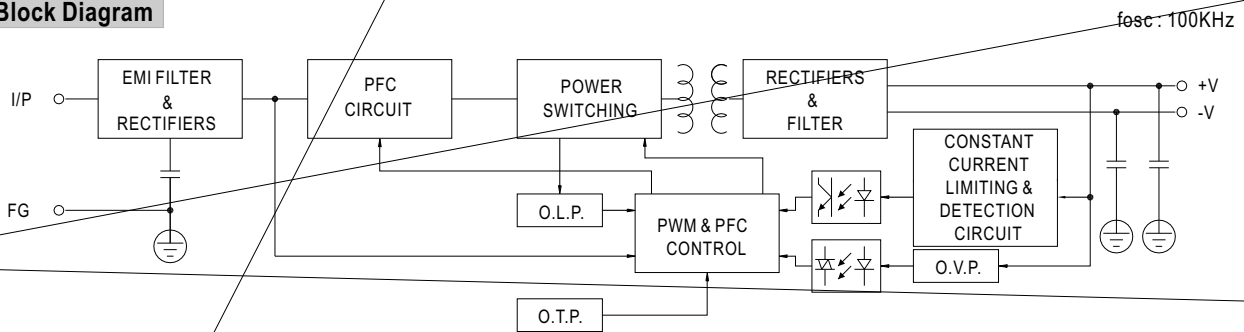 Block Diagram
fosc : 100KHz
I/P
EMI FILTER
&
RECTIFIERS
PFC
CIRCUIT
POWER
SWITCHING
RECTIFIERS
&
FILTER
+V
-V
CONSTANT
CURRENT
LIMITING &
DETECTION
CIRCUIT
FG
O.L.P.
PWM & PFC
CONTROL
O.V.P.
O.T.P.